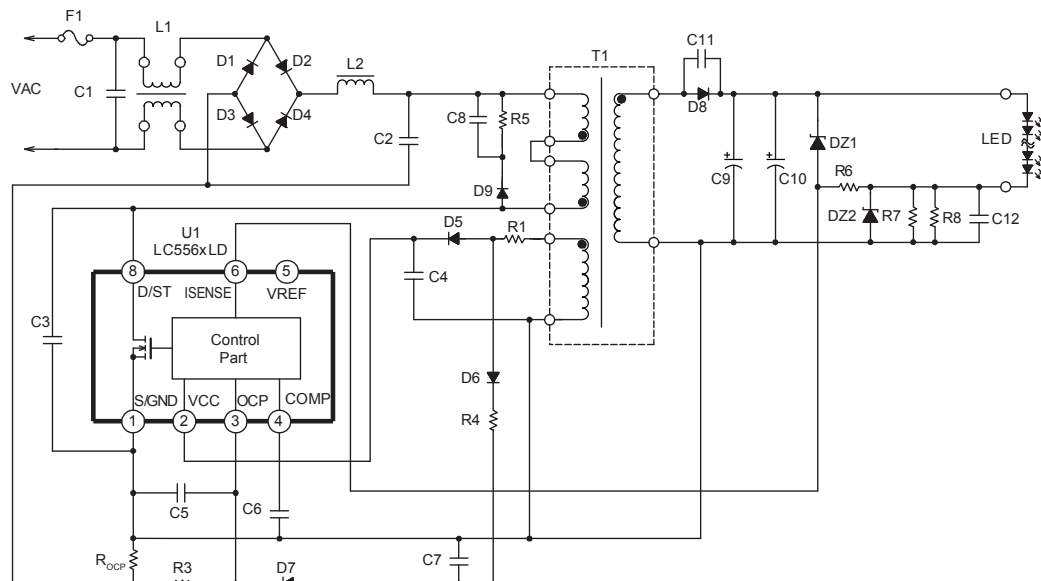 F1
L1
C11
T1
D1
D2
L2
VAC
C1
D8
C8
R5
D3
D4
C2
DZ1
LED
C9
C10
R6
D9
DZ2
R7
R8
C12
U1
LC556xLD
D5
R1
8
6
5
D/ST
ISENSE
VREF
C4
C3
Control
Part
D6
S/GND
VCC
OCP
COMP
R4
1
2
3
4
C5
C6
C7
ROCP
R3
D7